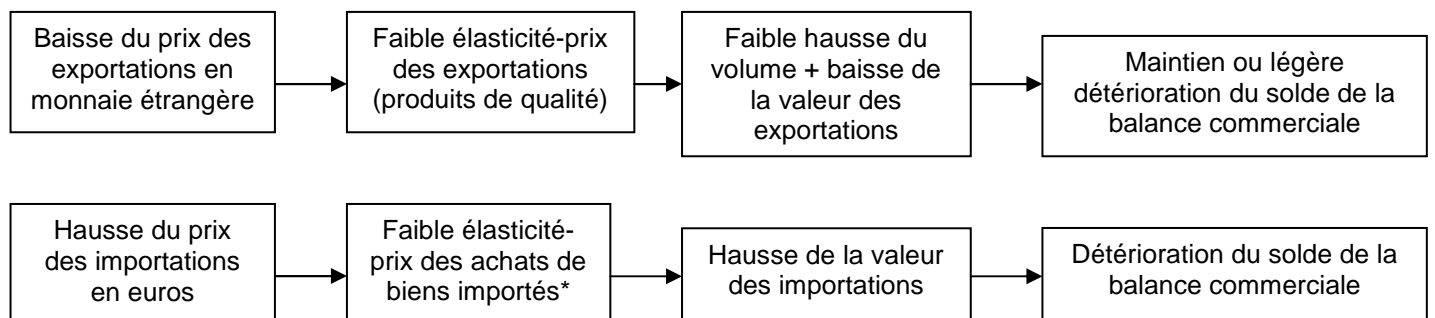 Baisse du prix des
exportations en
monnaie étrangère
Faible élasticité-prix
des exportations
(produits de qualité)
Faible hausse du
volume + baisse de
la valeur des
exportations
Maintien ou légère
détérioration du solde de la
balance commerciale
Hausse du prix
des importations
en euros
Faible élasticité-
prix des achats de
biens importés*
Hausse de la valeur
des importations
Détérioration du solde de la
balance commerciale